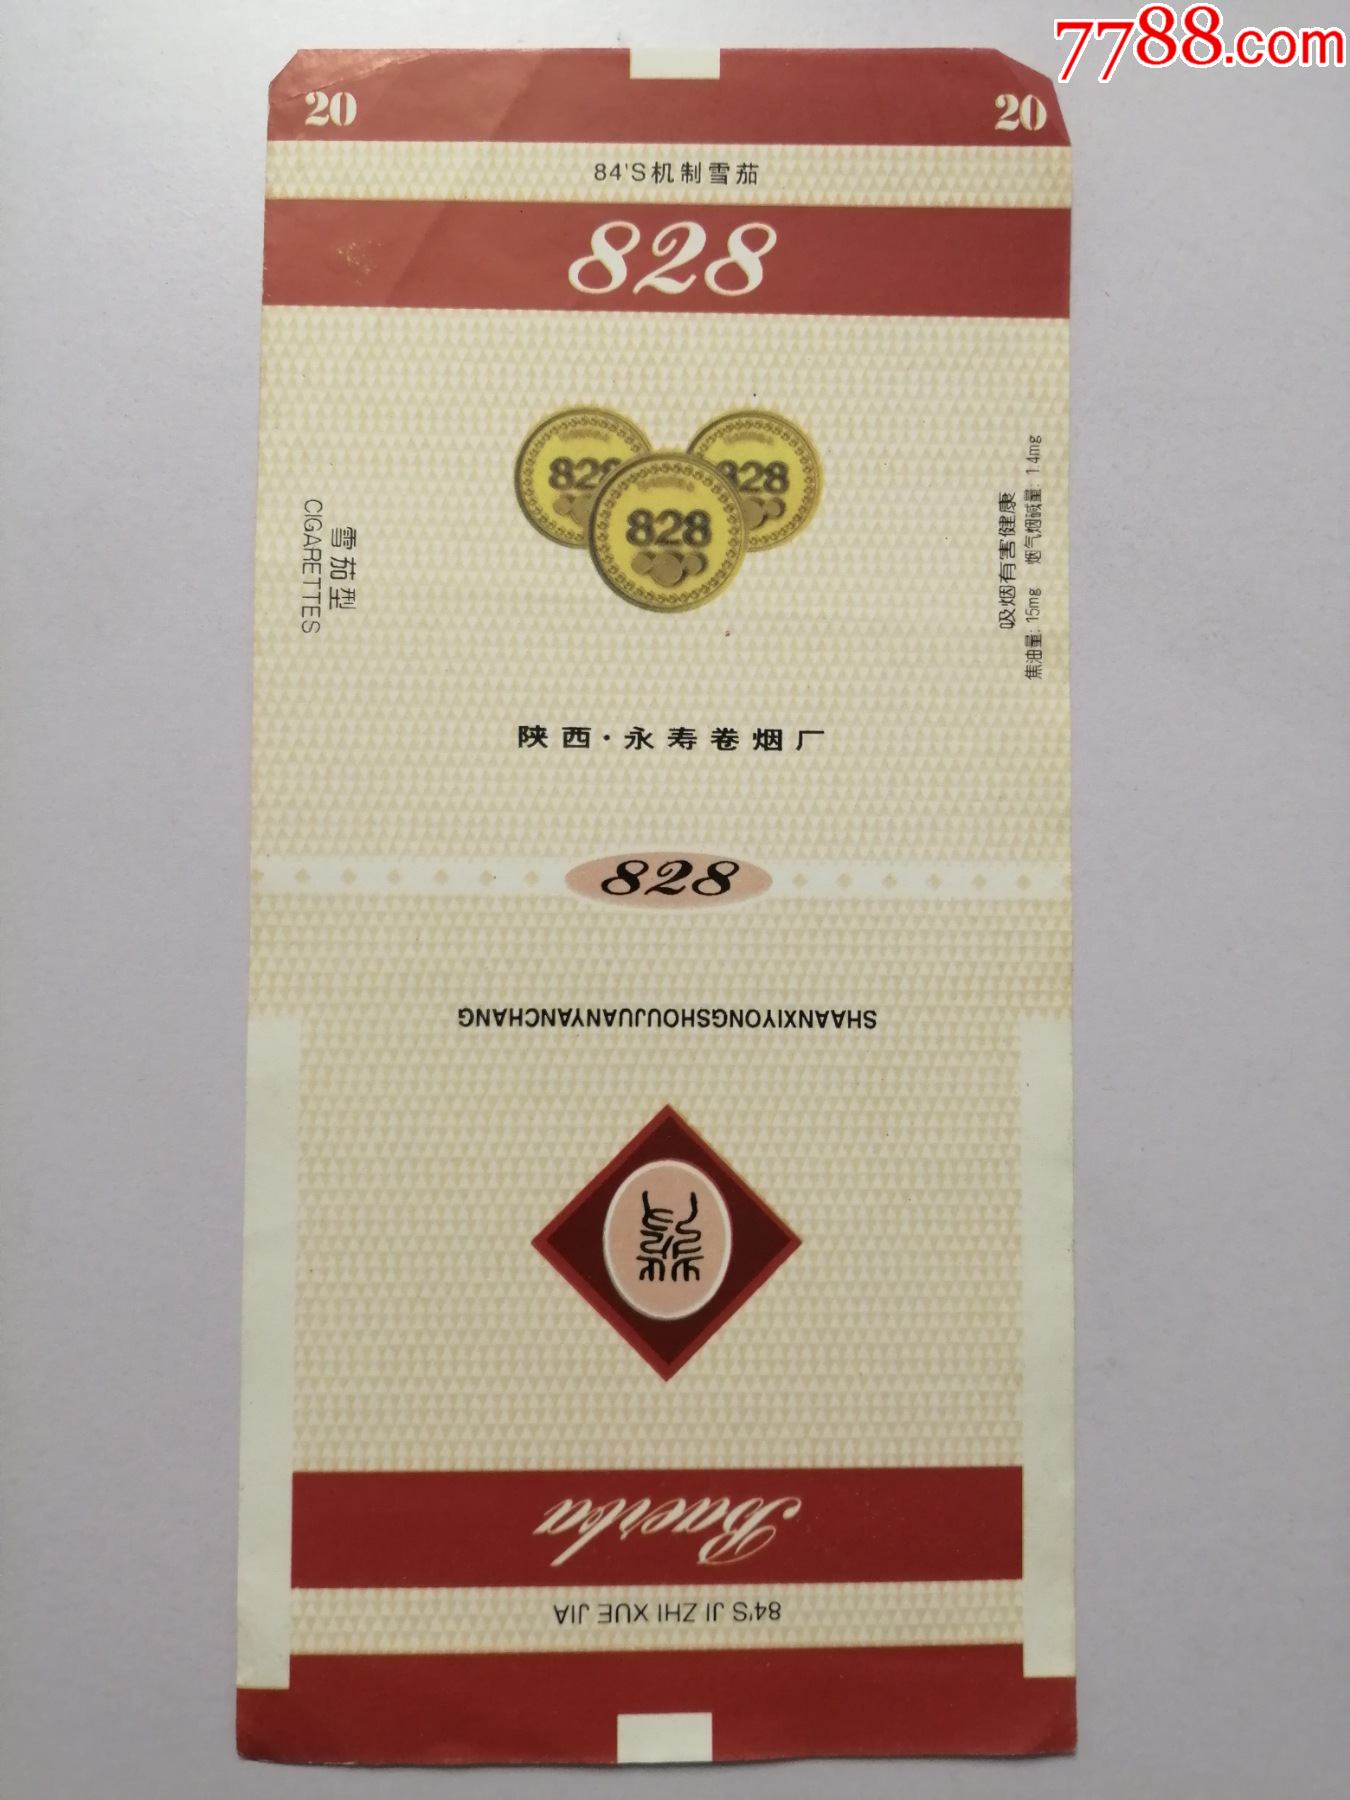 7788.com
20
20
84'S机制雪茄
828
828
828
828
雪茄型
CIGARETTES
吸烟有害健康
焦油量: 15mg 烟气烟碱量: 1.4mg
陕西·永寿卷烟厂
828
SHAANXIYONGSHOUJUANYANCHANG
Baerba
84'S JI ZHI XUE JIA